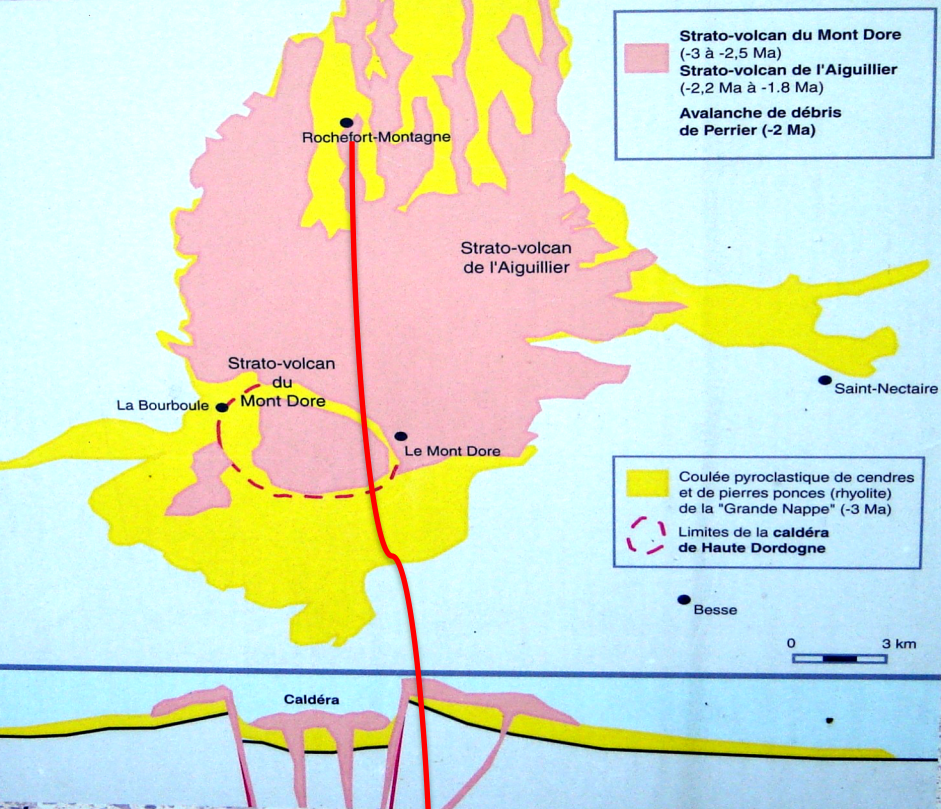 Strato-volcan du Mont Dore
(-3 à -2,5 Ma)
Strato-volcan de l'Aiguillier
(-2,2 Ma à -1.8 Ma)
Avalanche de débris
de Perrier (-2 Ma)
Rochefort-Montagne
Strato-volcan
de l'Aiguillier
Strato-volcan
du
Mont Dore
La Bourboule
Saint-Nectaire
Le Mont Dore
Coulée pyroclastique de cendres
et de pierres ponces (rhyolite)
de la "Grande Nappe" (-3 Ma)
Limites de la caldéra
de Haute Dordogne
Besse
0 3 km
Caldéra